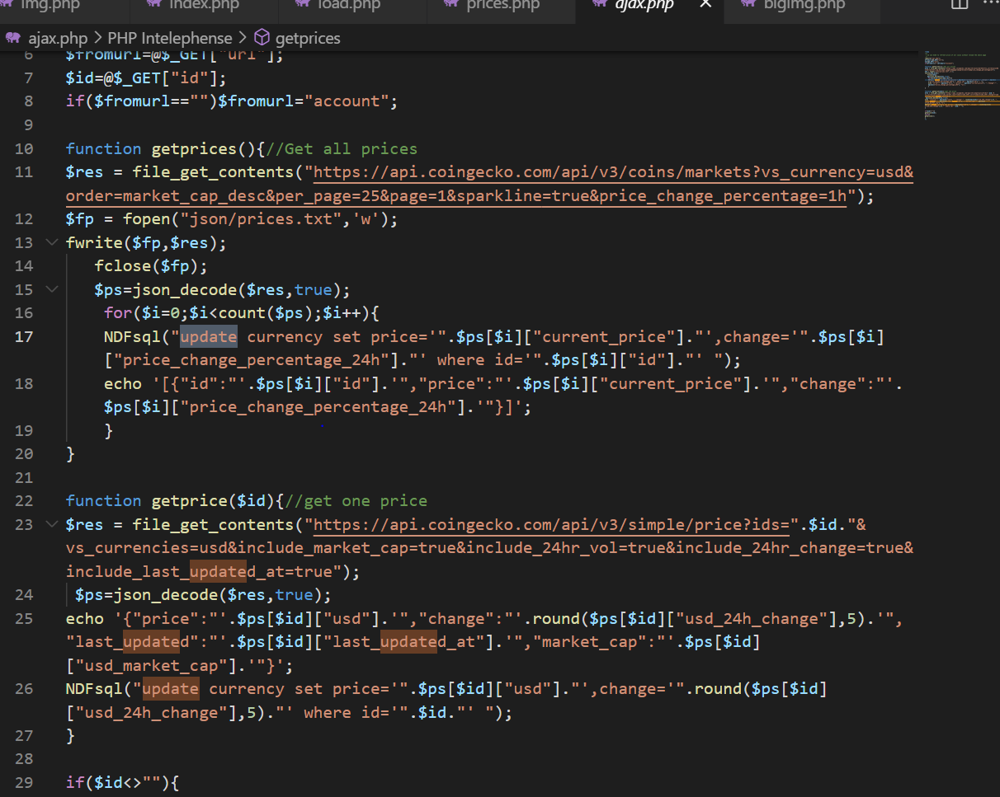 img.php index.php load.php prices.php ajax.php bigimg.php
ajax.php > PHP Intelephense > getprices
6 $fromurl=@$_GET["url"];
7 $id=@$_GET["id"];
8 if($fromurl=="")$fromurl="account";
9
10 function getprices(){//Get all prices
11 $res = file_get_contents("https://api.coingecko.com/api/v3/coins/markets?vs_currency=usd&
order=market_cap_desc&per_page=25&page=1&sparkline=true&price_change_percentage=1h");
12 $fp = fopen("json/prices.txt",'w');
13 fwrite($fp,$res);
14 fclose($fp);
15 $ps=json_decode($res,true);
16 for($i=0;$i<count($ps);$i++){
17 NDFsql("update currency set price='".$ps[$i]["current_price"]."',change='".$ps[$i]
["price_change_percentage_24h"]."' where id='".$ps[$i]["id"]."' ");
18 echo '[{"id":"'.$ps[$i]["id"].'","price":"'.$ps[$i]["current_price"].'","change":"'.
$ps[$i]["price_change_percentage_24h"].'"}]';
19 }
20 }
21
22 function getprice($id){//get one price
23 $res = file_get_contents("https://api.coingecko.com/api/v3/simple/price?ids=".$id."&
vs_currencies=usd&include_market_cap=true&include_24hr_vol=true&include_24hr_change=true&
include_last_updated_at=true");
24 $ps=json_decode($res,true);
25 echo '{"price":"'.$ps[$id]["usd"].'","change":"'.round($ps[$id]["usd_24h_change"],5).'",
"last_updated":"'.$ps[$id]["last_updated_at"].'","market_cap":"'.$ps[$id]
["usd_market_cap"].'"}';
26 NDFsql("update currency set price='".$ps[$id]["usd"]."',change='".round($ps[$id]
["usd_24h_change"],5)."' where id='".$id."' ");
27 }
28
29 if($id<>""){